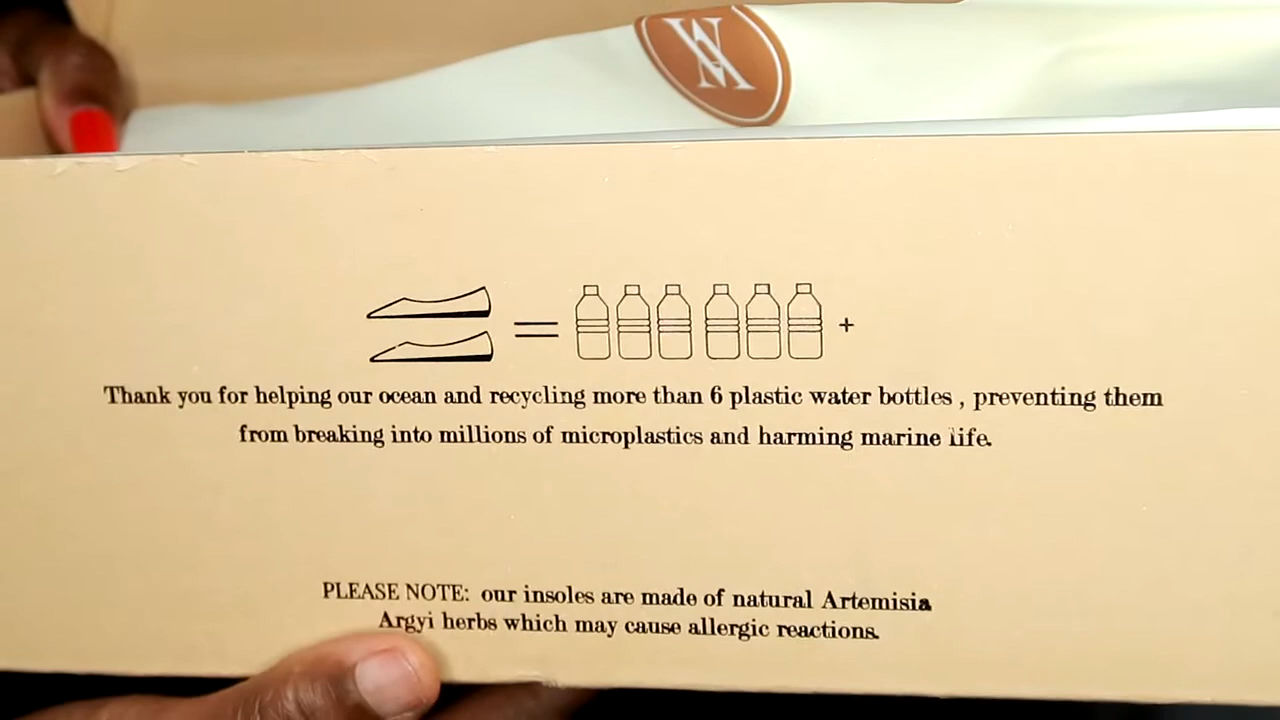 Thank you for helping our ocean and recycling more than 6 plastic water bottles , preventing them
from breaking into millions of microplastics and harming marine life.
PLEASE NOTE: our insoles are made of natural Artemisia
Argyi herbs which may cause allergic reactions.